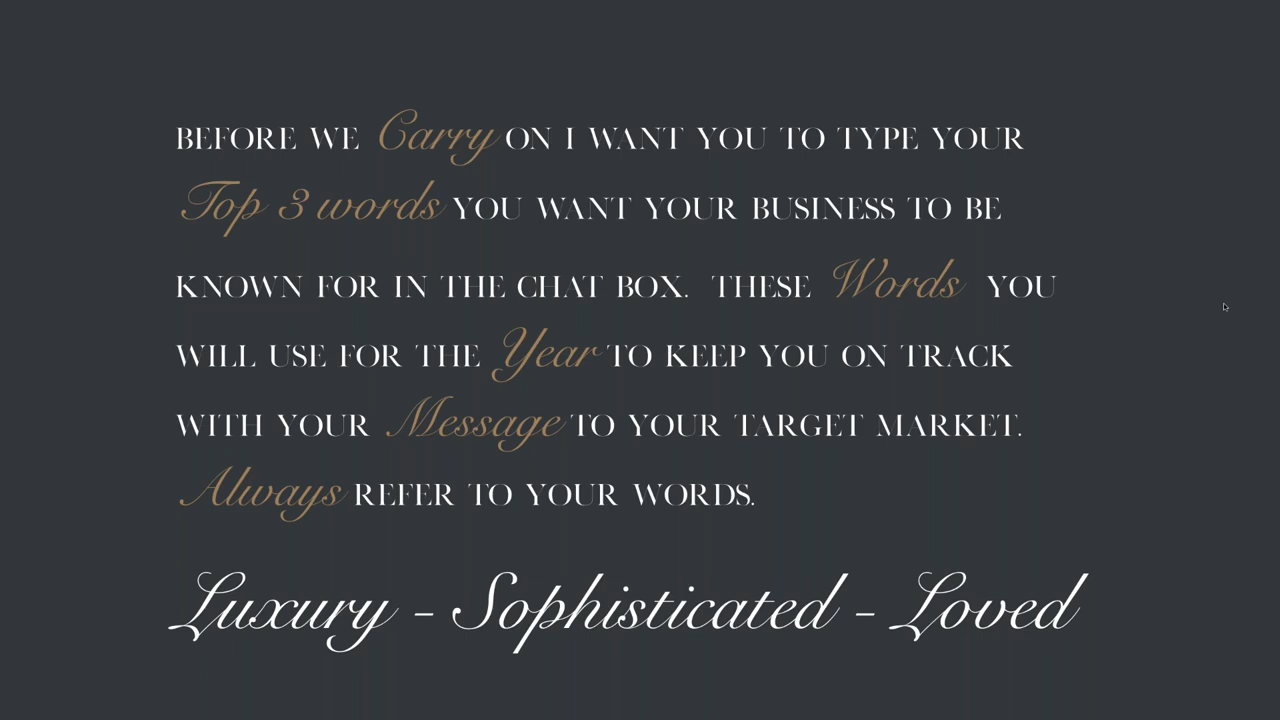 BEFORE WE Carry ON I WANT YOU TO TYPE YOUR
Top 3 words YOU WANT YOUR BUSINESS TO BE
KNOWN FOR IN THE CHAT BOX. THESE Words YOU
WILL USE FOR THE Year TO KEEP YOU ON TRACK
WITH YOUR Message TO YOUR TARGET MARKET.
Always REFER TO YOUR WORDS.
Luxury - Sophisticated - Loved